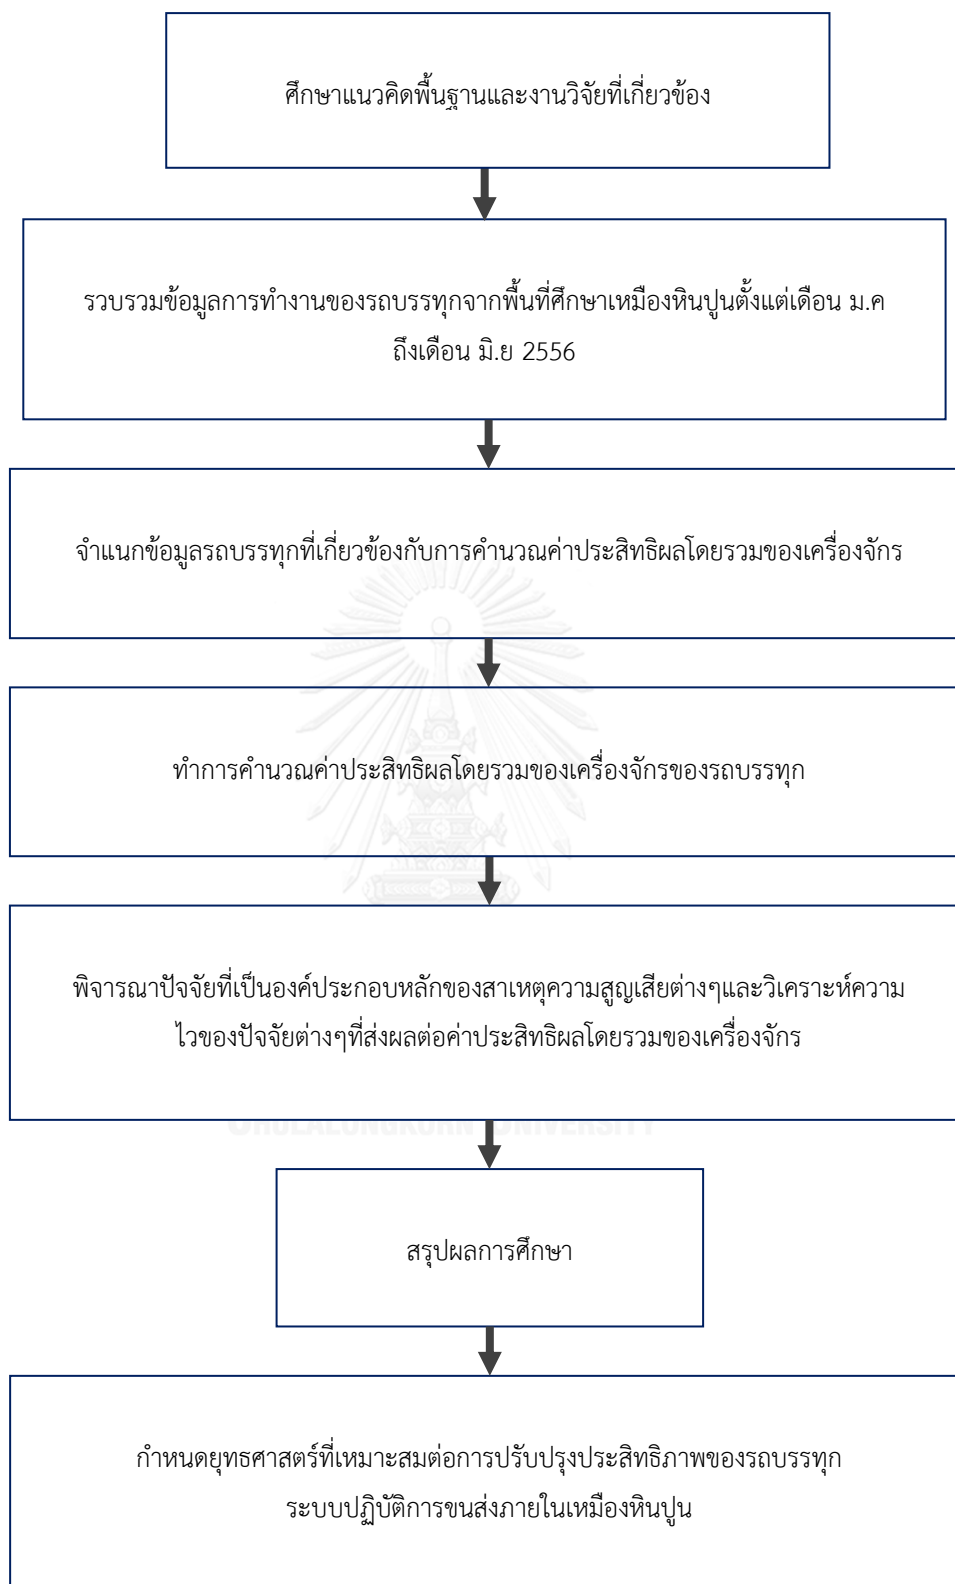 ศึกษาแนวคิดพื้นฐานและงานวิจัยที่เกี่ยวข้อง
รวบรวมข้อมูลการทำงานของรถบรรทุกจากพื้นที่ศึกษาเหมืองหินปูนตั้งแต่เดือน ม.ค
ถึงเดือน มิ.ย 2556
จำแนกข้อมูลรถบรรทุกที่เกี่ยวข้องกับการคำนวณค่าประสิทธิผลโดยรวมของเครื่องจักร
ทำการคำนวณค่าประสิทธิผลโดยรวมของเครื่องจักรของรถบรรทุก
พิจารณาปัจจัยที่เป็นองค์ประกอบหลักของสาเหตุความสูญเสียต่างๆและวิเคราะห์ความ
ไวของปัจจัยต่างๆที่ส่งผลต่อค่าประสิทธิผลโดยรวมของเครื่องจักร
CHULALONGKORN UNIVERSITY
สรุปผลการศึกษา
กำหนดยุทธศาสตร์ที่เหมาะสมต่อการปรับปรุงประสิทธิภาพของรถบรรทุก
ระบบปฏิบัติการขนส่งภายในเหมืองหินปูน